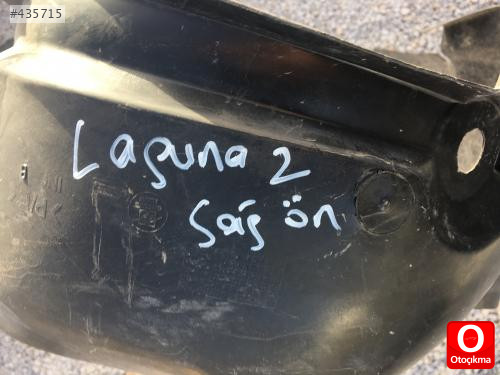 #435715
Laguna 2
Sağ ön
O
Otoçıkma